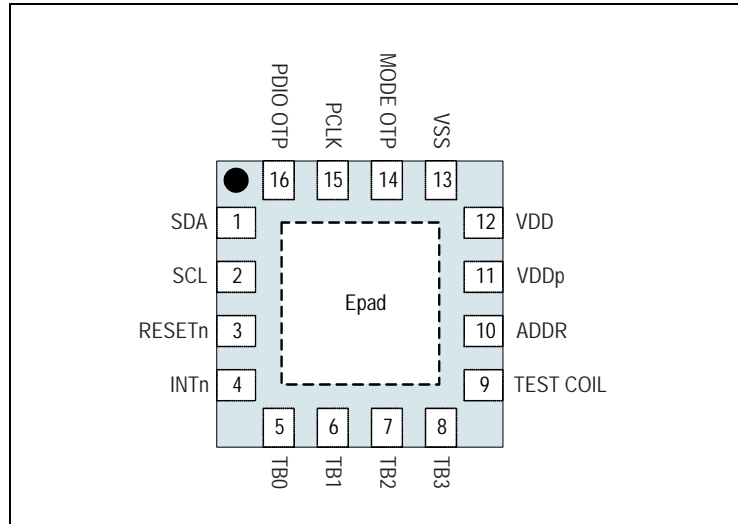 PDIO OTP
PCLK
MODE OTP
VSS
16
15
14
13
SDA 1
12 VDD
SCL 2
11 VDDp
Epad
RESETn 3
10 ADDR
INTn 4
9 TEST COIL
5
6
7
8
TB0
TB1
TB2
TB3